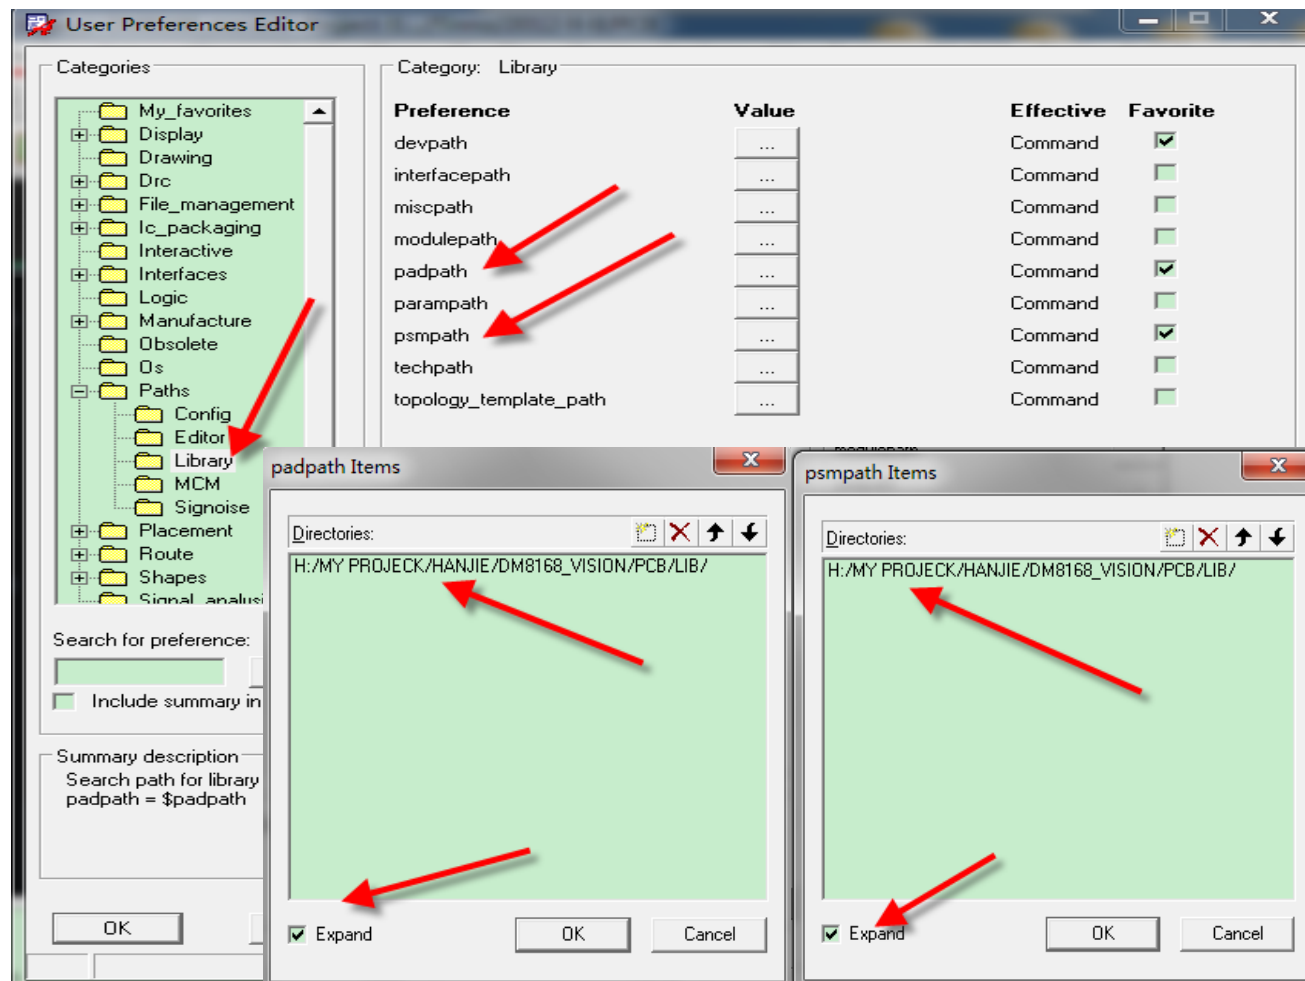 User Preferences Editor
Categories
My_favorites
Display
Drawing
Drc
File_management
Ic_packaging
Interactive
Interfaces
Logic
Manufacture
Obsolete
Os
Paths
Config
Editor
Library
MCM
Signoise
Placement
Route
Shapes
Signal_analysi
Search for preference:
Include summary in
Summary description
Search path for library
padpath = $padpath
OK
Category: Library
Preference Value Effective Favorite
devpath ... Command
interfacepath ... Command
miscpath ... Command
modulepath ... Command
padpath ... Command
parampath ... Command
psmpath ... Command
techpath ... Command
topology_template_path ... Command
modulepath
padpath Items
Directories:
H:/MY PROJECK/HANJIE/DM8168_VISION/PCB/LIB/
Expand
OK
Cancel
psmpath Items
Directories:
H:/MY PROJECK/HANJIE/DM8168_VISION/PCB/LIB/
Expand
OK
Cancel